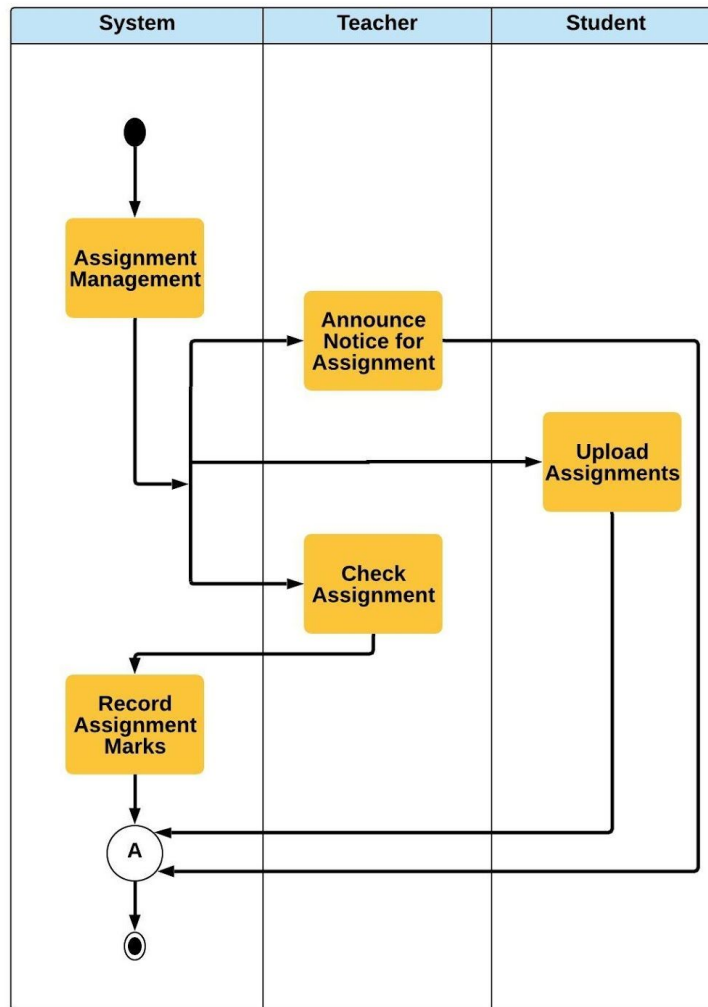 System
Teacher
Student
Assignment
Management
Announce
Notice for
Assignment
Upload
Assignments
Check
Assignment
Record
Assignment
Marks
A